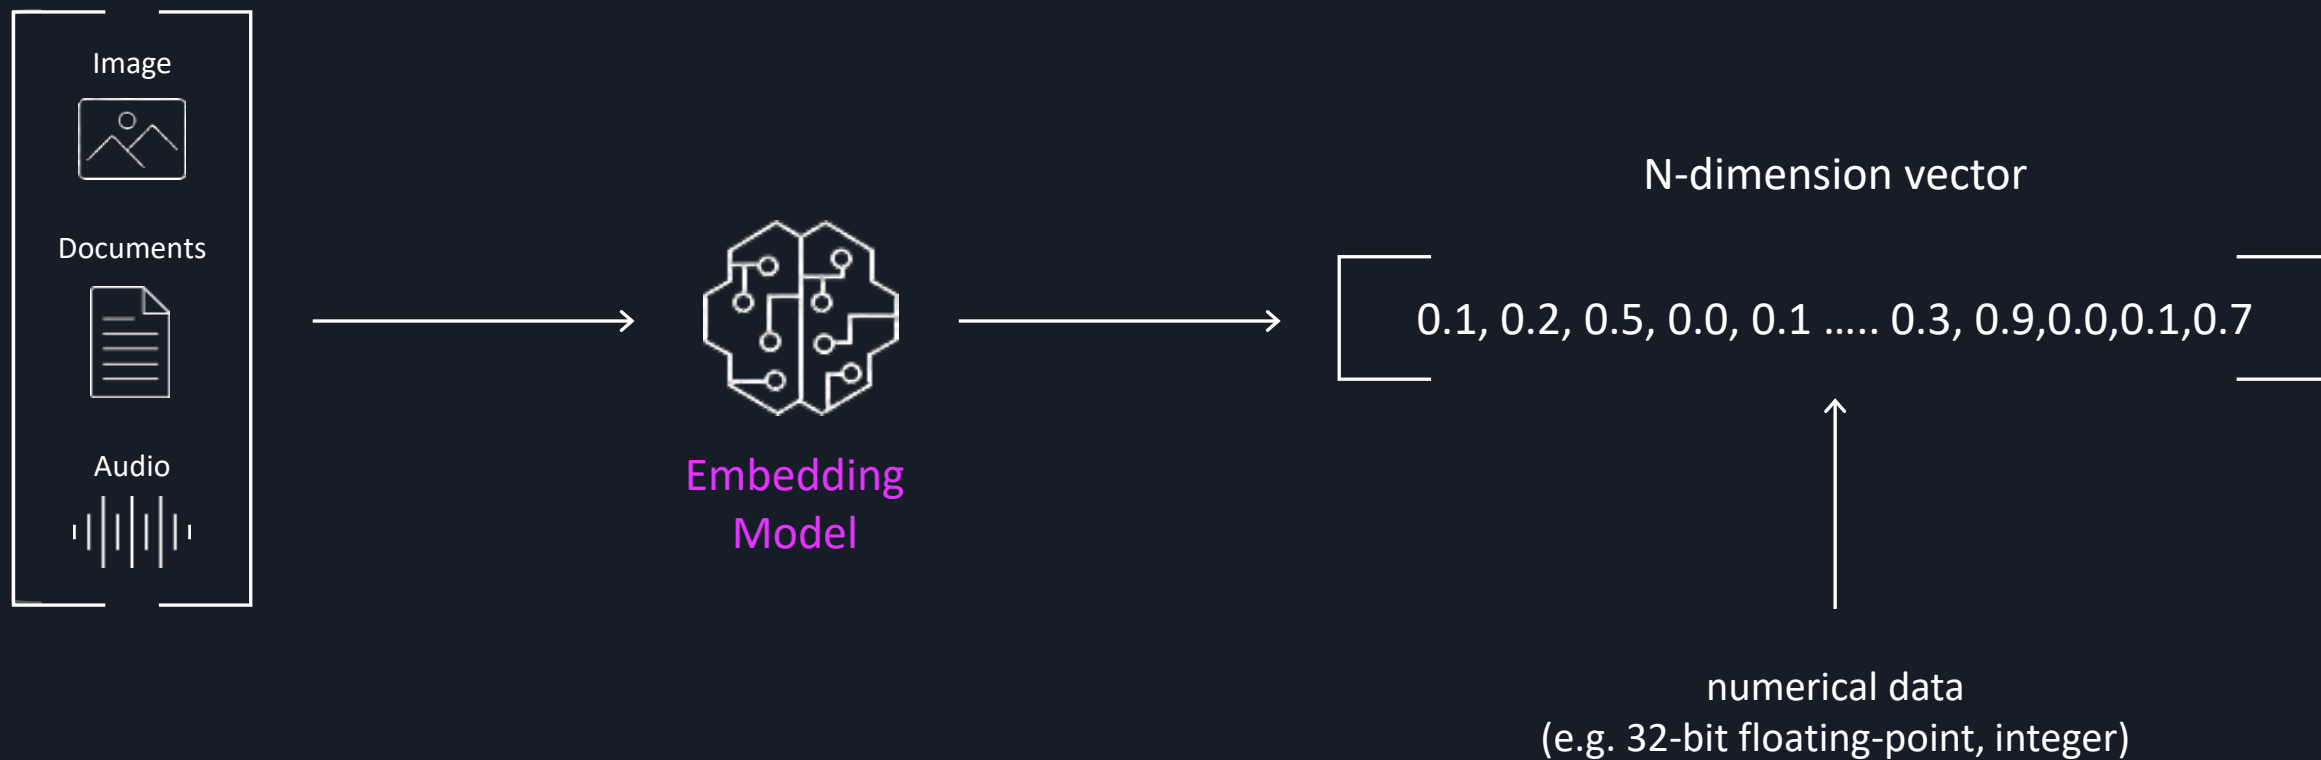 Image
Documents
Audio
Embedding
Model
N-dimension vector
0.1, 0.2, 0.5, 0.0, 0.1 ..... 0.3, 0.9,0.0,0.1,0.7
numerical data
(e.g. 32-bit floating-point, integer)